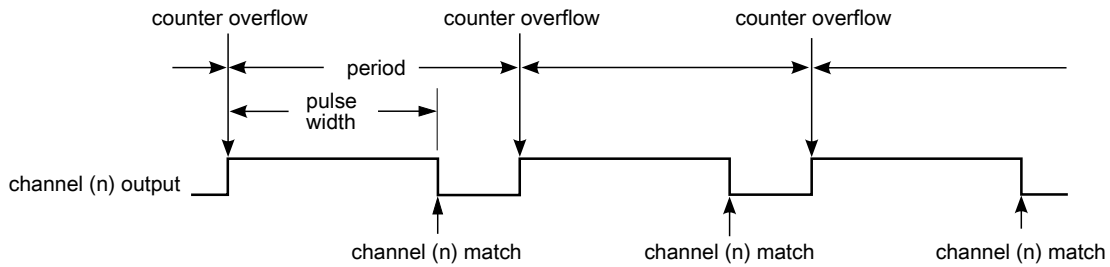 counter overflow
counter overflow
counter overflow
period
pulse
width
channel (n) output
channel (n) match
channel (n) match
channel (n) match